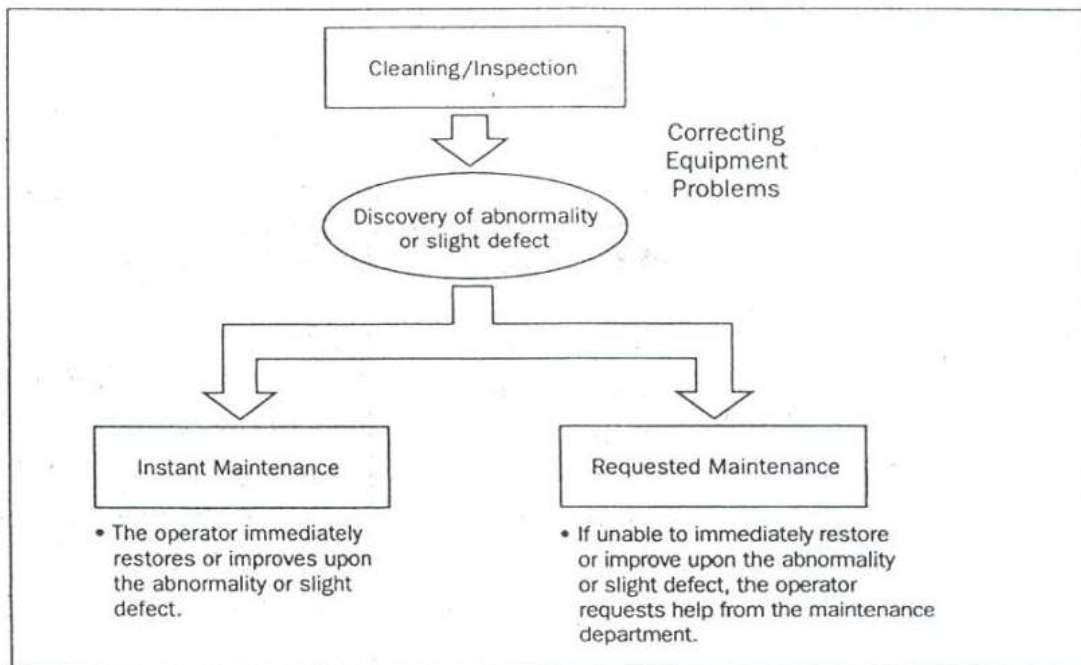 Cleanling/Inspection
Correcting
Equipment
Problems
Discovery of abnormality
or slight defect
Instant Maintenance
• The operator immediately
restores or improves upon
the abnormality or slight
defect.
Requested Maintenance
• If unable to immediately restore
or improve upon the abnormality
or slight defect, the operator
requests help from the maintenance
department.